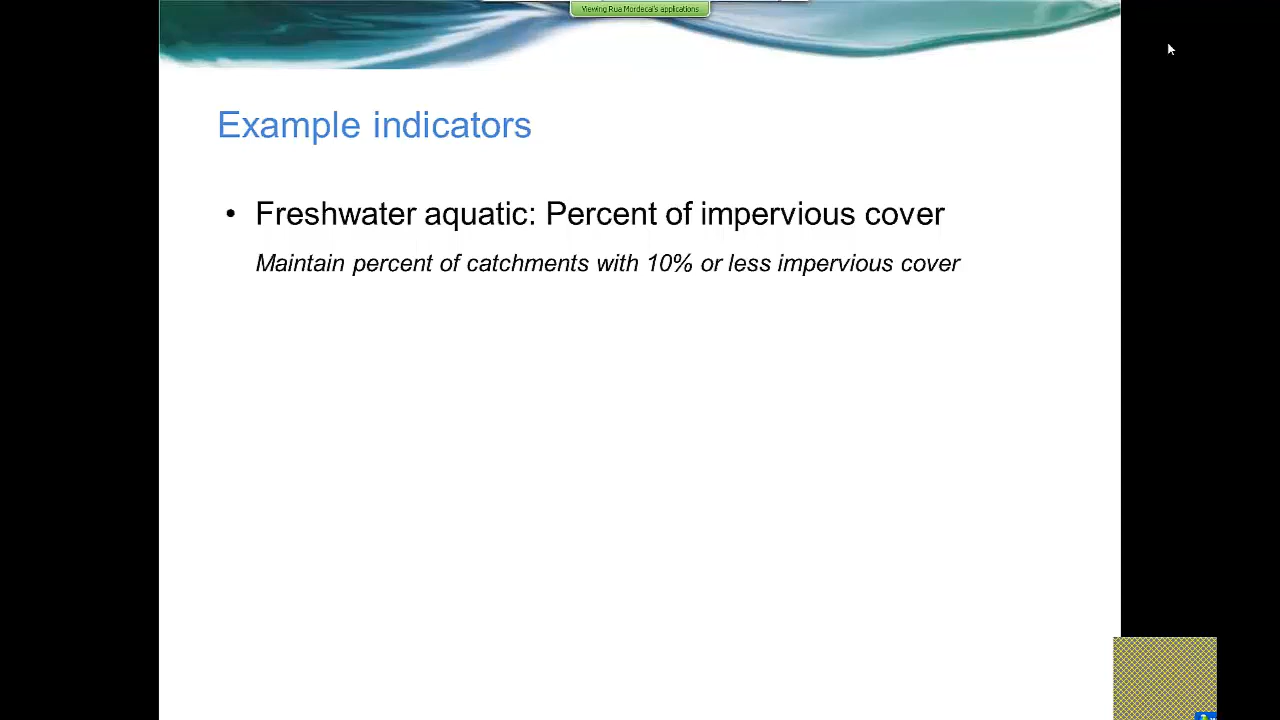 Viewing Rua Mordecai's applications
Example indicators
• Freshwater aquatic: Percent of impervious cover
Maintain percent of catchments with 10% or less impervious cover